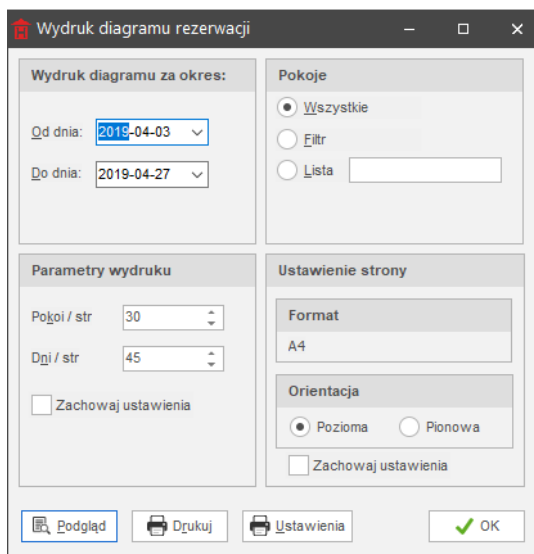 Wydruk diagramu rezerwacji
Wydruk diagramu za okres:
Od dnia: 2019-04-03
Do dnia: 2019-04-27
Pokoje
Wszystkie
Filtr
Lista
Parametry wydruku
Pokoi / str 30
Dni / str 45
Zachowaj ustawienia
Ustawienie strony
Format
A4
Orientacja
Pozioma Pionowa
Zachowaj ustawienia
Podgląd Drukuj Ustawienia OK